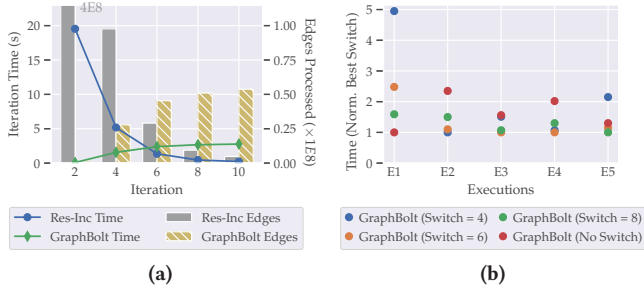 4E8
20
15
10
5
0
Iteration Time (s)
1.00
0.75
0.50
0.25
0.00
Edges Processed (×1E8)
2 4 6 8 10
Iteration
Res-Inc Time
Res-Inc Edges
GraphBolt Time
GraphBolt Edges
(a)
5
4
3
2
1
0
Time (Norm. Best Switch)
E1 E2 E3 E4 E5
Executions
GraphBolt (Switch = 4)
GraphBolt (Switch = 8)
GraphBolt (Switch = 6)
GraphBolt (No Switch)
(b)